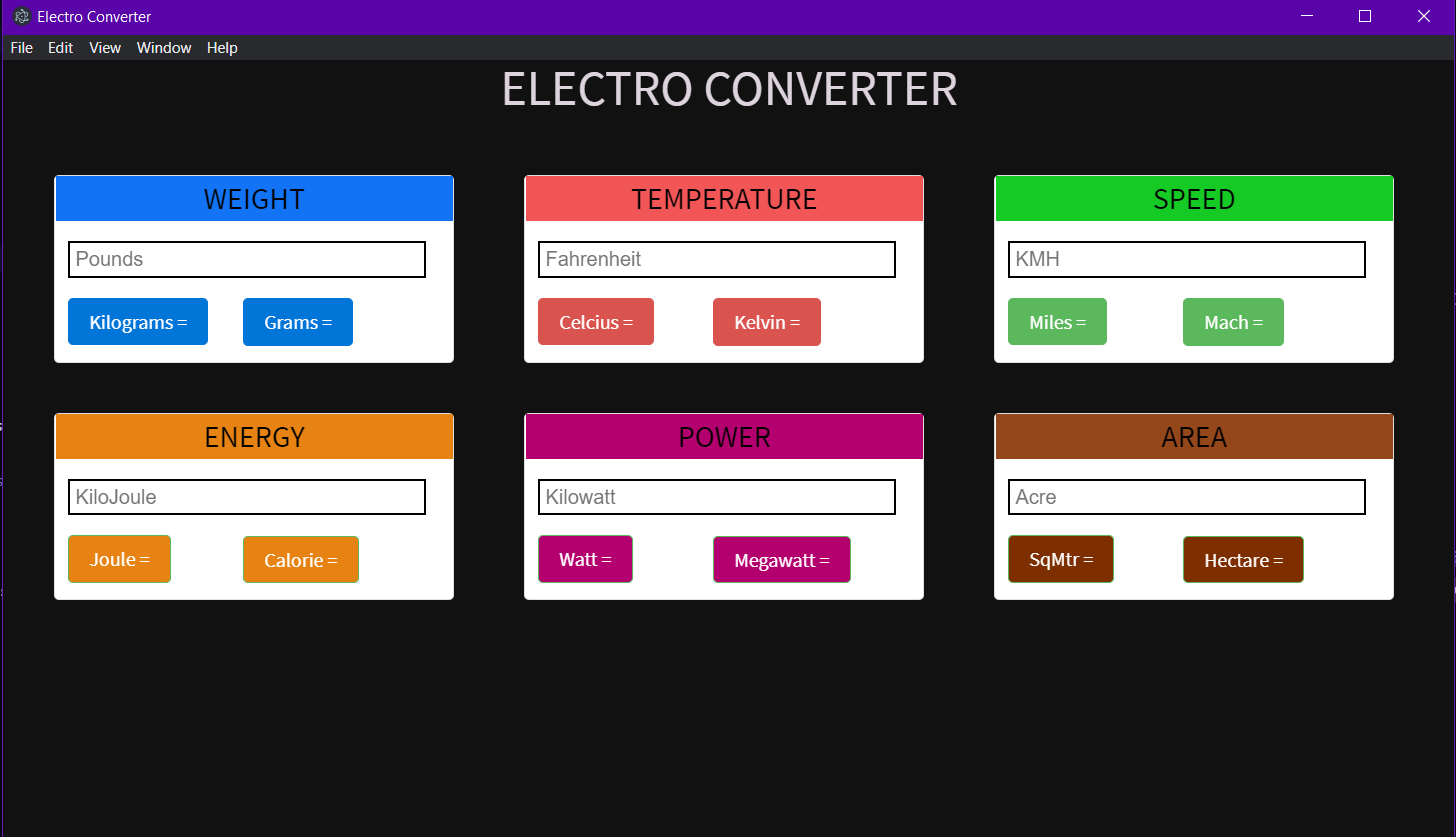 Electro Converter
File Edit View Window Help
ELECTRO CONVERTER
WEIGHT
Pounds
Kilograms = Grams =
TEMPERATURE
Fahrenheit
Celcius = Kelvin =
SPEED
KMH
Miles = Mach =
ENERGY
KiloJoule
Joule = Calorie =
POWER
Kilowatt
Watt = Megawatt =
AREA
Acre
SqMtr = Hectare =